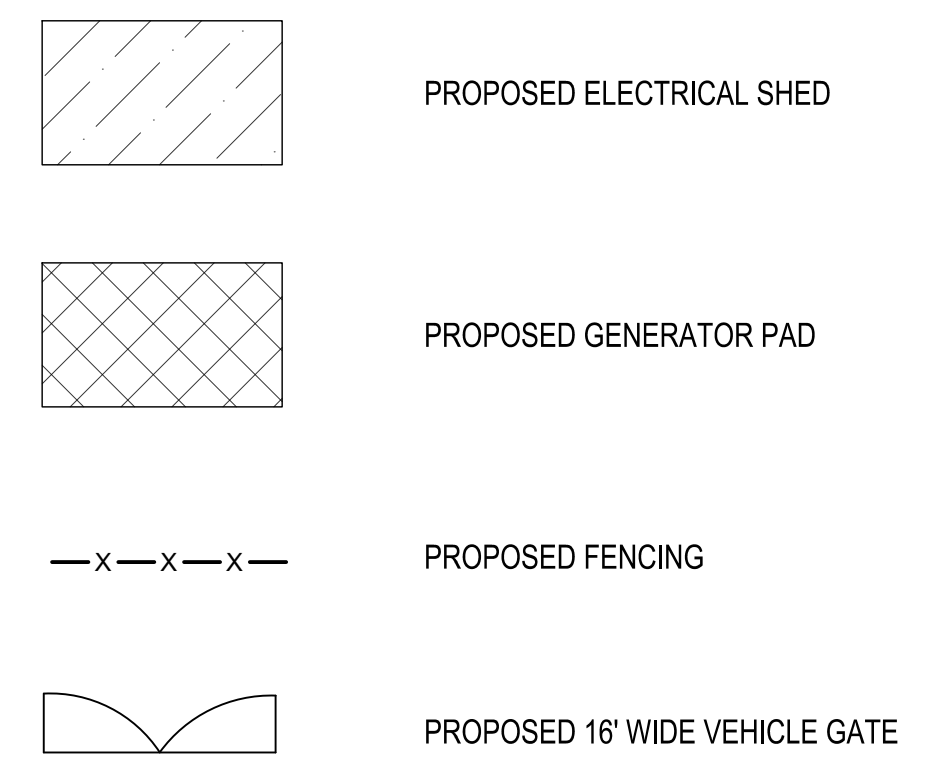 PROPOSED ELECTRICAL SHED
PROPOSED GENERATOR PAD
X X X PROPOSED FENCING
PROPOSED 16' WIDE VEHICLE GATE